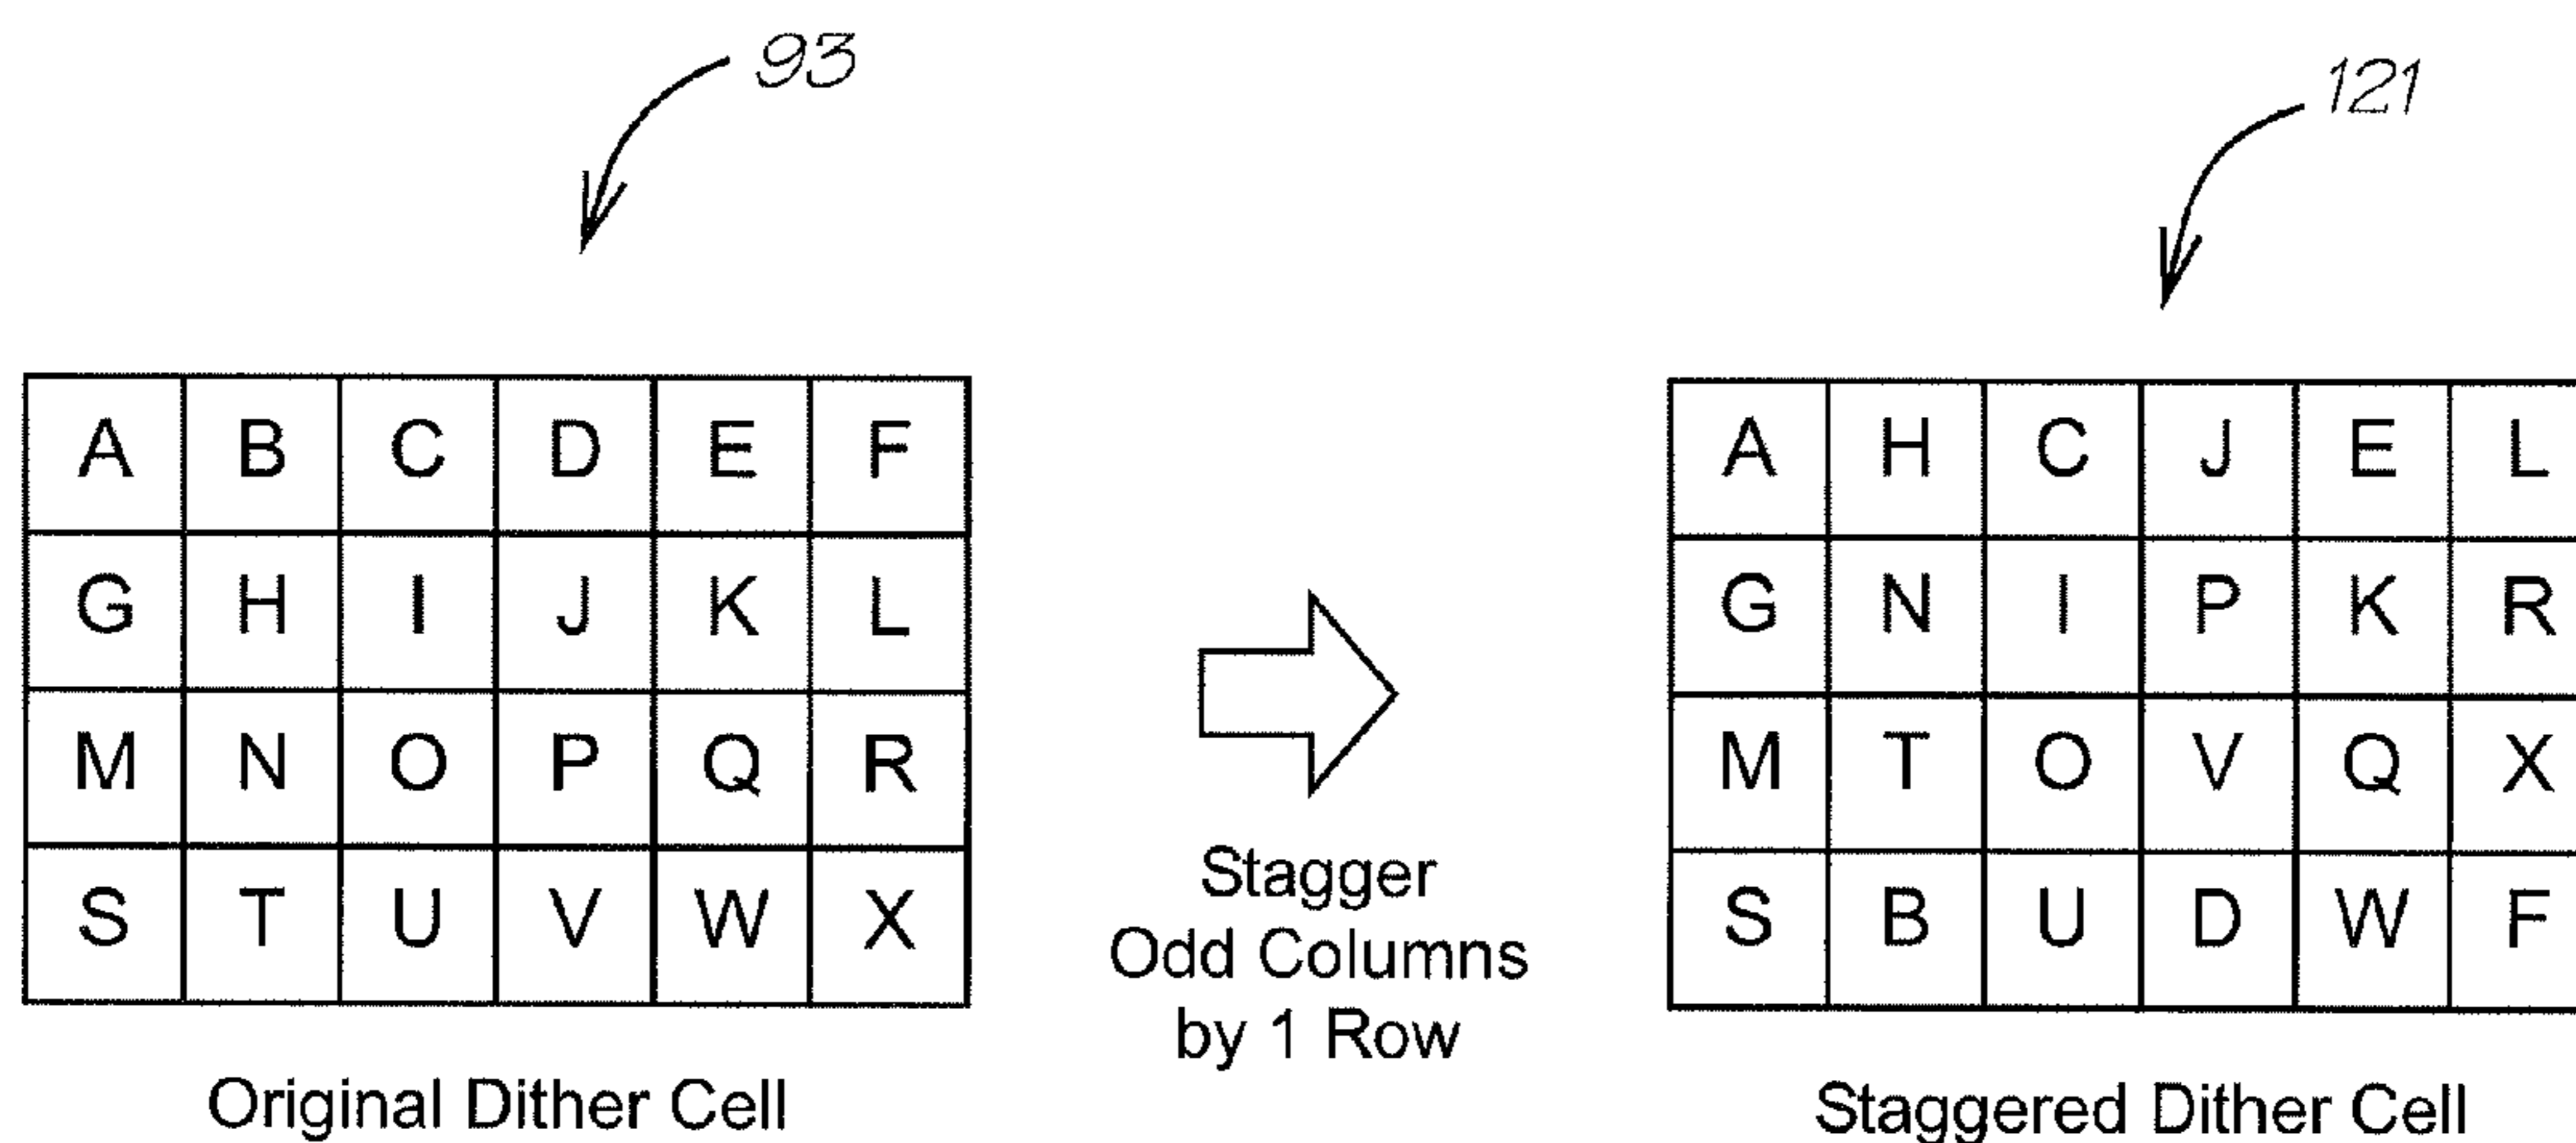 93
121
A B C D E F
G H I J K L
M N O P Q R
S T U V W X
Original Dither Cell
Stagger
Odd Columns
by 1 Row
A H C J E L
G N I P K R
M T O V Q X
S B U D W F
Staggered Dither Cell